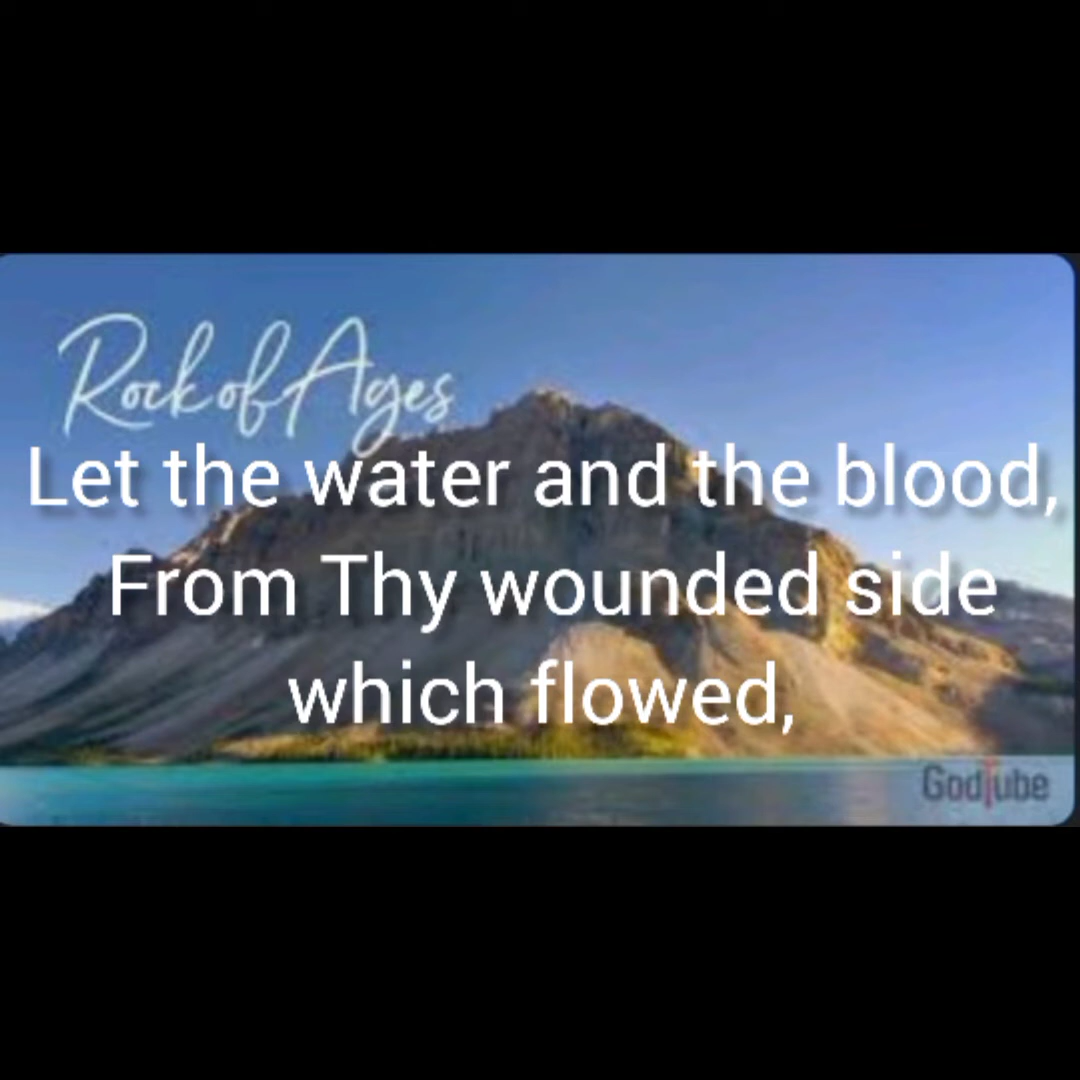 Rock of Ages
Let the water and the blood,
From Thy wounded side
which flowed,
GodTube